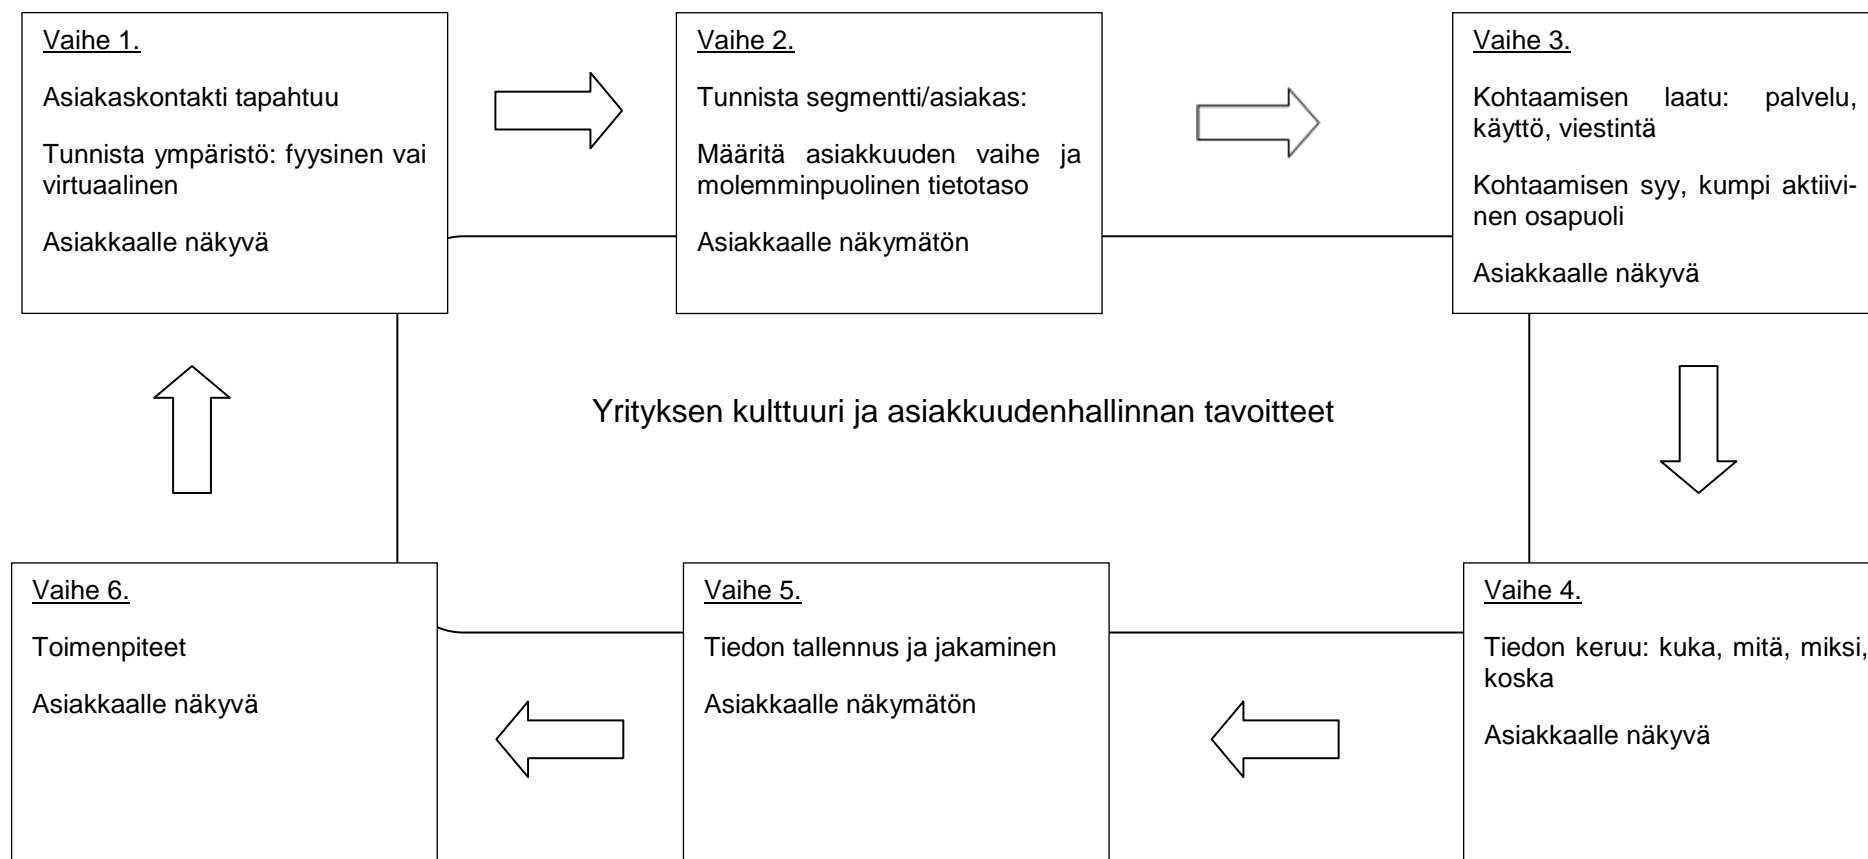 Vaihe 1.
Asiakaskontakti tapahtuu
Tunnista ympäristö: fyysinen vai
virtuaalinen
Asiakkaalle näkyvä
Vaihe 2.
Tunnista segmentti/asiakas:
Määritä asiakkuuden vaihe ja
molemminpuolinen tietotaso
Asiakkaalle näkymätön
Vaihe 3.
Kohtaamisen laatu: palvelu,
käyttö, viestintä
Kohtaamisen syy, kumpi aktiivi-
nen osapuoli
Asiakkaalle näkyvä
Yrityksen kulttuuri ja asiakkuudenhallinnan tavoitteet
Vaihe 6.
Toimenpiteet
Asiakkaalle näkyvä
Vaihe 5.
Tiedon tallennus ja jakaminen
Asiakkaalle näkymätön
Vaihe 4.
Tiedon keruu: kuka, mitä, miksi,
koska
Asiakkaalle näkyvä